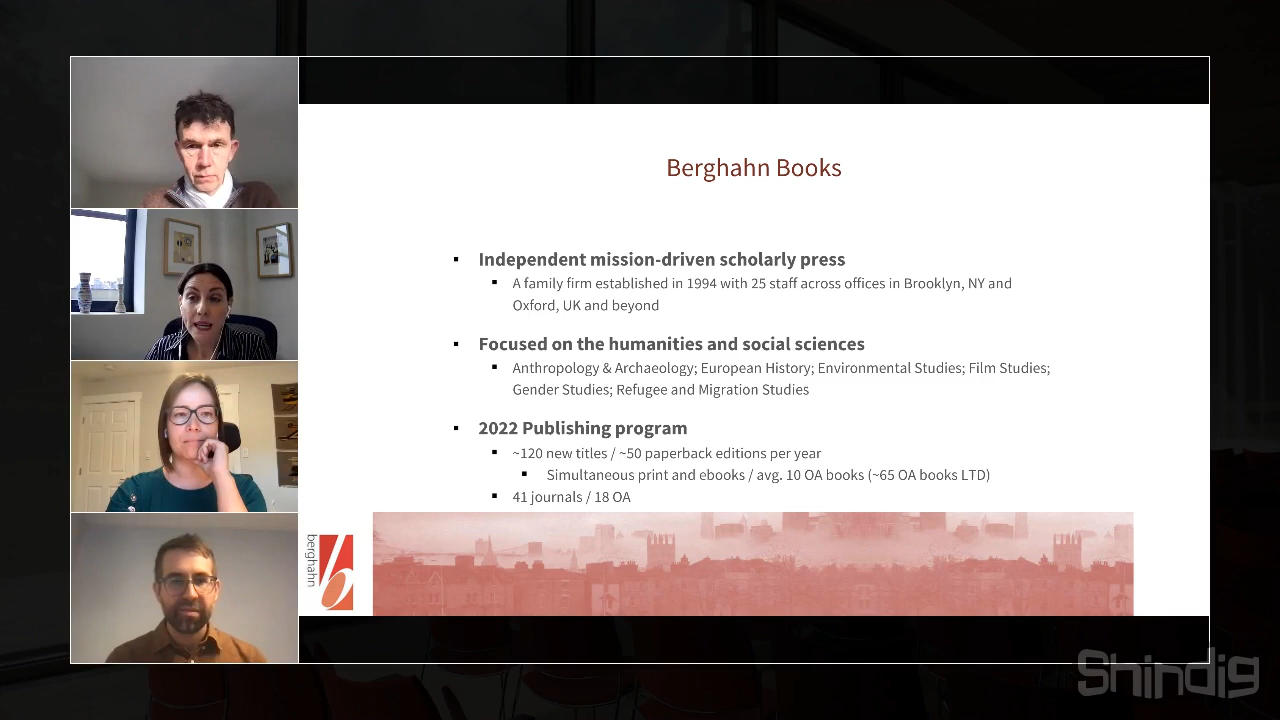 Berghahn Books
Independent mission-driven scholarly press
A family firm established in 1994 with 25 staff across offices in Brooklyn, NY and
Oxford, UK and beyond
Focused on the humanities and social sciences
Anthropology & Archaeology; European History; Environmental Studies; Film Studies;
Gender Studies; Refugee and Migration Studies
2022 Publishing program
~120 new titles / ~50 paperback editions per year
Simultaneous print and ebooks / avg. 10 OA books (~65 OA books LTD)
41 journals / 18 OA
berghahn
b
Shindig